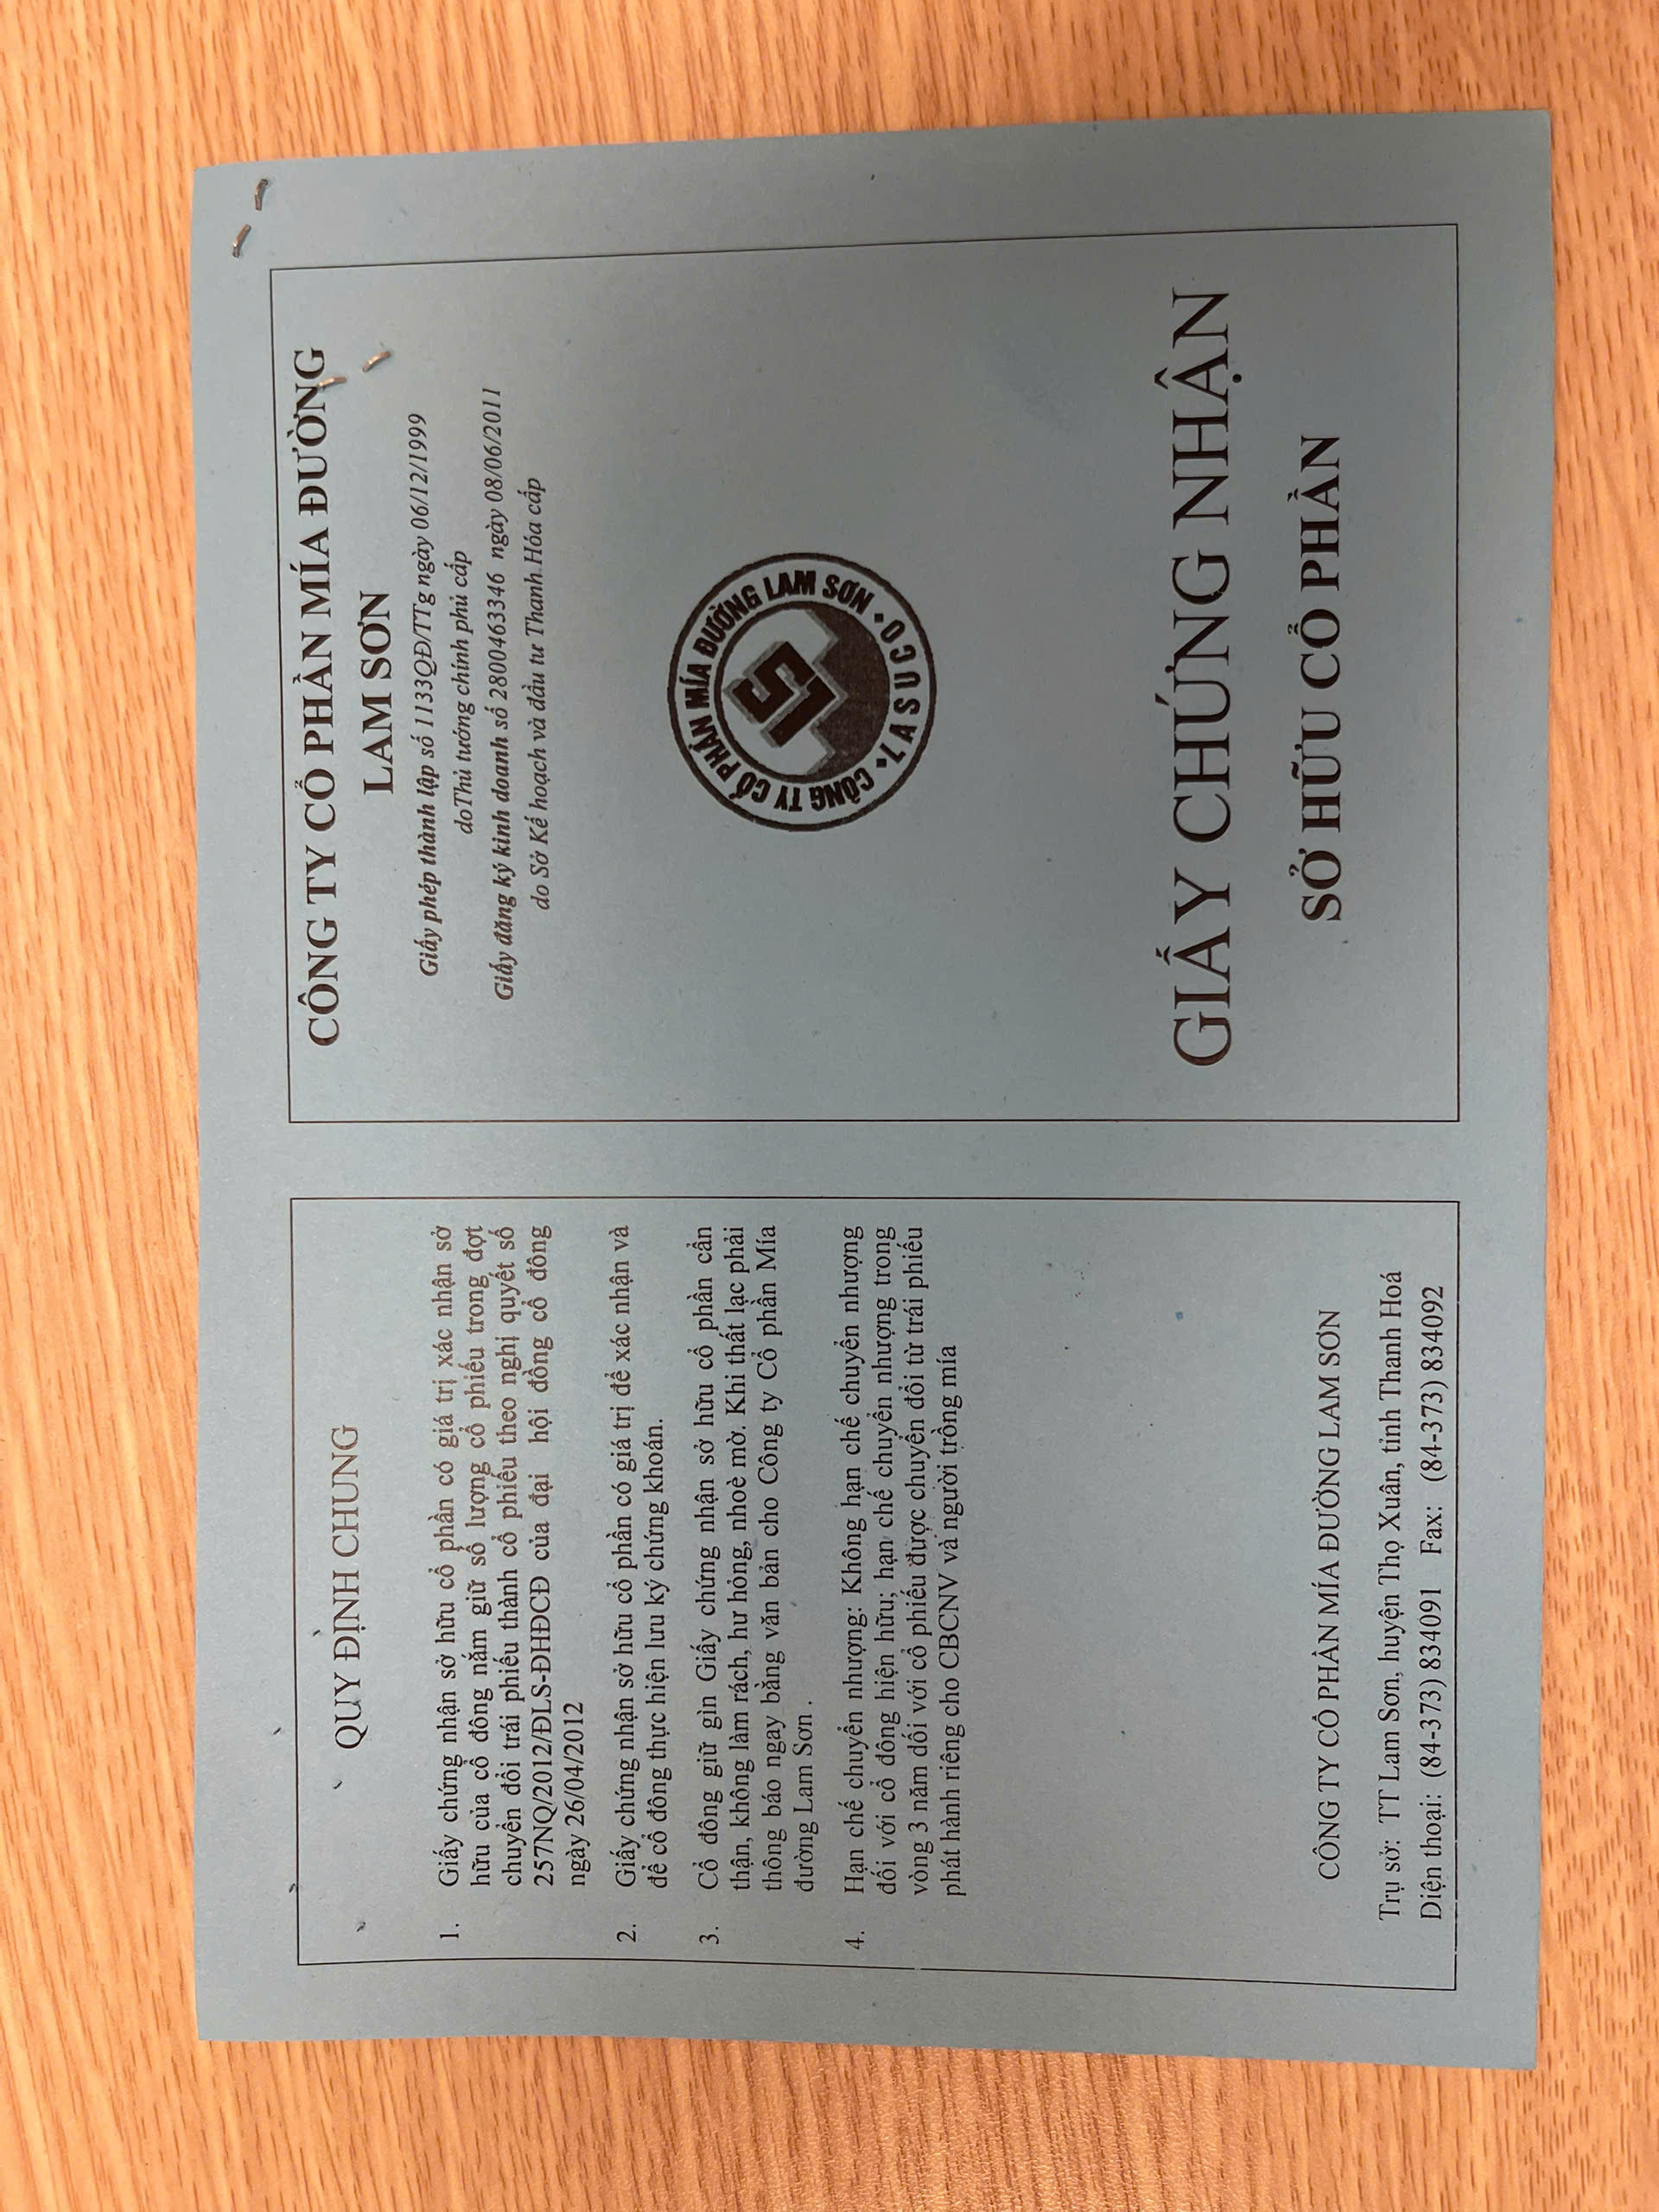 QUY ĐỊNH CHUNG
1. Giấy chứng nhận sở hữu cổ phần có giá trị xác nhận sở
hữu của cổ đông nắm giữ số lượng cổ phiếu trong đợt
chuyển đổi trái phiếu thành cổ phiếu theo nghị quyết số
257NQ/2012/ĐLS-ĐHĐCĐ của đại hội đồng cổ đông
ngày 26/04/2012
2. Giấy chứng nhận sở hữu cổ phần có giá trị để xác nhận và
để cổ đông thực hiện lưu ký chứng khoán.
3. Cổ đông giữ gìn Giấy chứng nhận sở hữu cổ phần cẩn
thận, không làm rách, hư hỏng, nhoè mờ. Khi thất lạc phải
thông báo ngay bằng văn bản cho Công ty Cổ phần Mía
đường Lam Sơn .
4. Hạn chế chuyển nhượng: Không hạn chế chuyển nhượng
đối với cổ đông hiện hữu; hạn chế chuyển nhượng trong
vòng 3 năm dối với cổ phiếu được chuyển đổi từ trái phiếu
phát hành riêng cho CBCNV và người trồng mía
CÔNG TY CỔ PHẦN MÍA ĐƯỜNG LAM SƠN
Trụ sở: TT Lam Sơn, huyện Thọ Xuân, tỉnh Thanh Hoá
Điện thoại: (84-373) 834091 Fax: (84-373) 834092
CÔNG TY CỔ PHẦN MÍA ĐƯỜNG
LAM SƠN
Giấy phép thành lập số 1133QĐ/TTg ngày 06/12/1999
doThủ tướng chính phủ cấp
Giấy đăng ký kinh doanh số 2800463346 ngày 08/06/2011
do Sở Kế hoạch và đầu tư Thanh Hóa cấp
CÔNG TY CỔ PHẦN MÍA ĐƯỜNG LAM SƠN
LASUCO
LS
GIẤY CHỨNG NHẬN
SỞ HỮU CỔ PHẦN